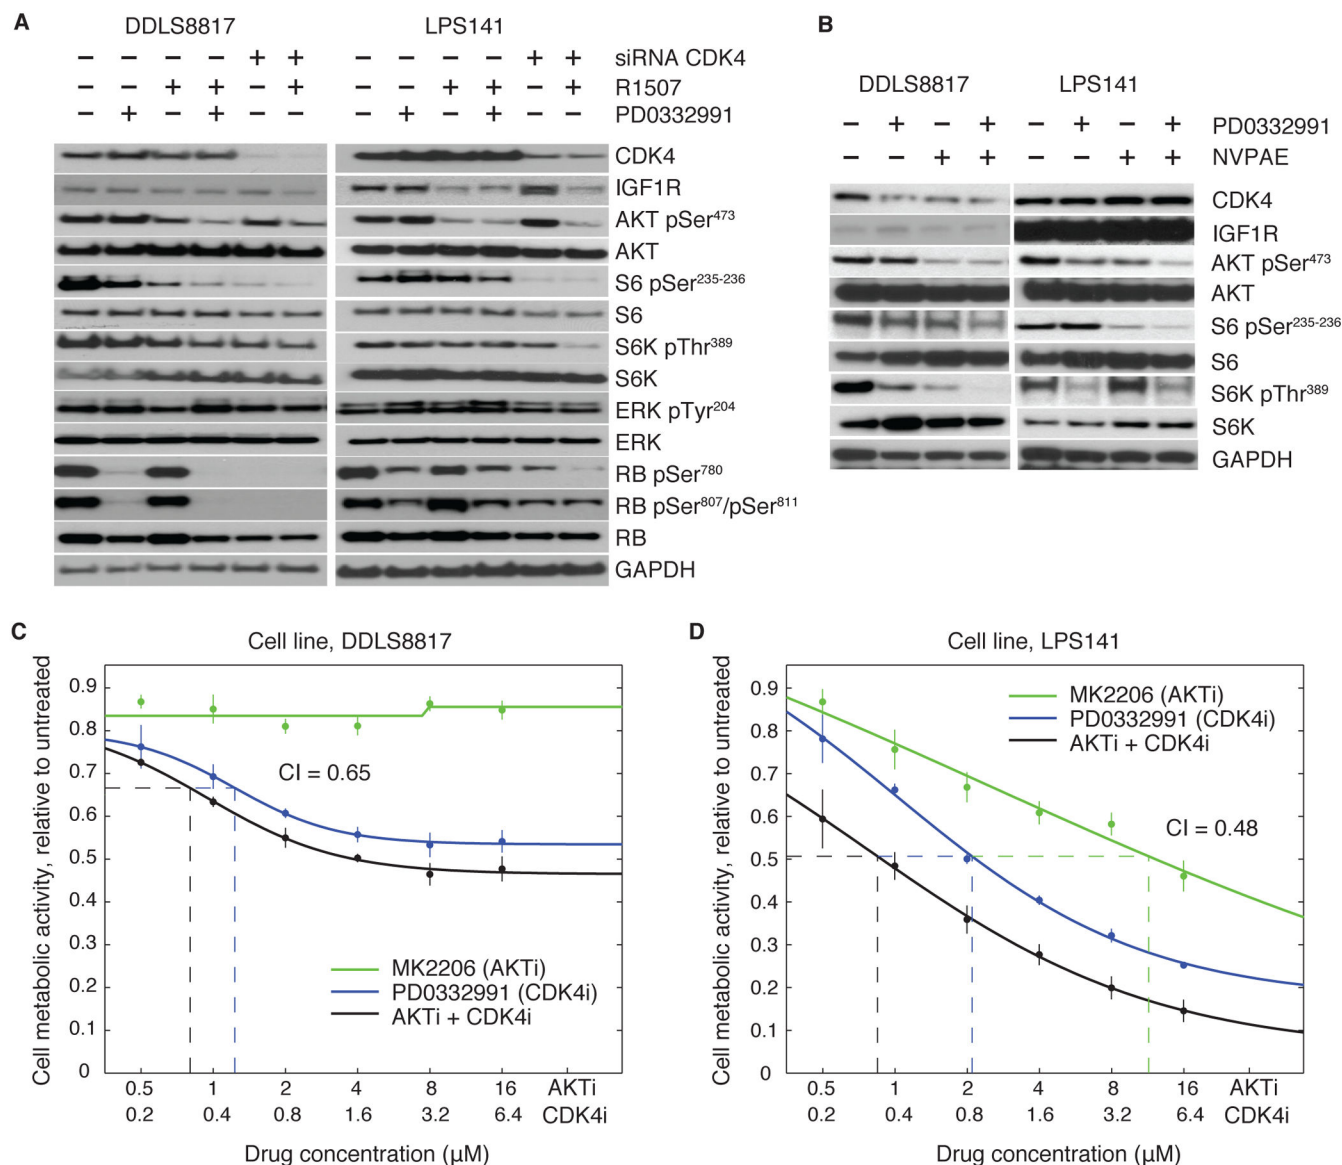 A
DDLS8817 LPS141
− − − − + + − − − − + + siRNA CDK4
− − + + − + − − + + − + R1507
− + − + − − − + − + − − PD0332991
CDK4
IGF1R
AKT pSer⁴⁷³
AKT
S6 pSer²³⁵⁻²³⁶
S6
S6K pThr³⁸⁹
S6K
ERK pTyr²⁰⁴
ERK
RB pSer⁷⁸⁰
RB pSer⁸⁰⁷/pSer⁸¹¹
RB
GAPDH
B
DDLS8817 LPS141
− + − + − + − + PD0332991
− − + + − − + + NVPAE
CDK4
IGF1R
AKT pSer⁴⁷³
AKT
S6 pSer²³⁵⁻²³⁶
S6
S6K pThr³⁸⁹
S6K
GAPDH
C
Cell line, DDLS8817
Cell metabolic activity, relative to untreated
0.9
0.8
0.7
0.6
0.5
0.4
0.3
0.2
0.1
0
CI = 0.65
MK2206 (AKTi)
PD0332991 (CDK4i)
AKTi + CDK4i
0.5 1 2 4 8 16 AKTi
0.2 0.4 0.8 1.6 3.2 6.4 CDK4i
Drug concentration (μM)
D
Cell line, LPS141
Cell metabolic activity, relative to untreated
0.9
0.8
0.7
0.6
0.5
0.4
0.3
0.2
0.1
0
MK2206 (AKTi)
PD0332991 (CDK4i)
AKTi + CDK4i
CI = 0.48
0.5 1 2 4 8 16 AKTi
0.2 0.4 0.8 1.6 3.2 6.4 CDK4i
Drug concentration (μM)